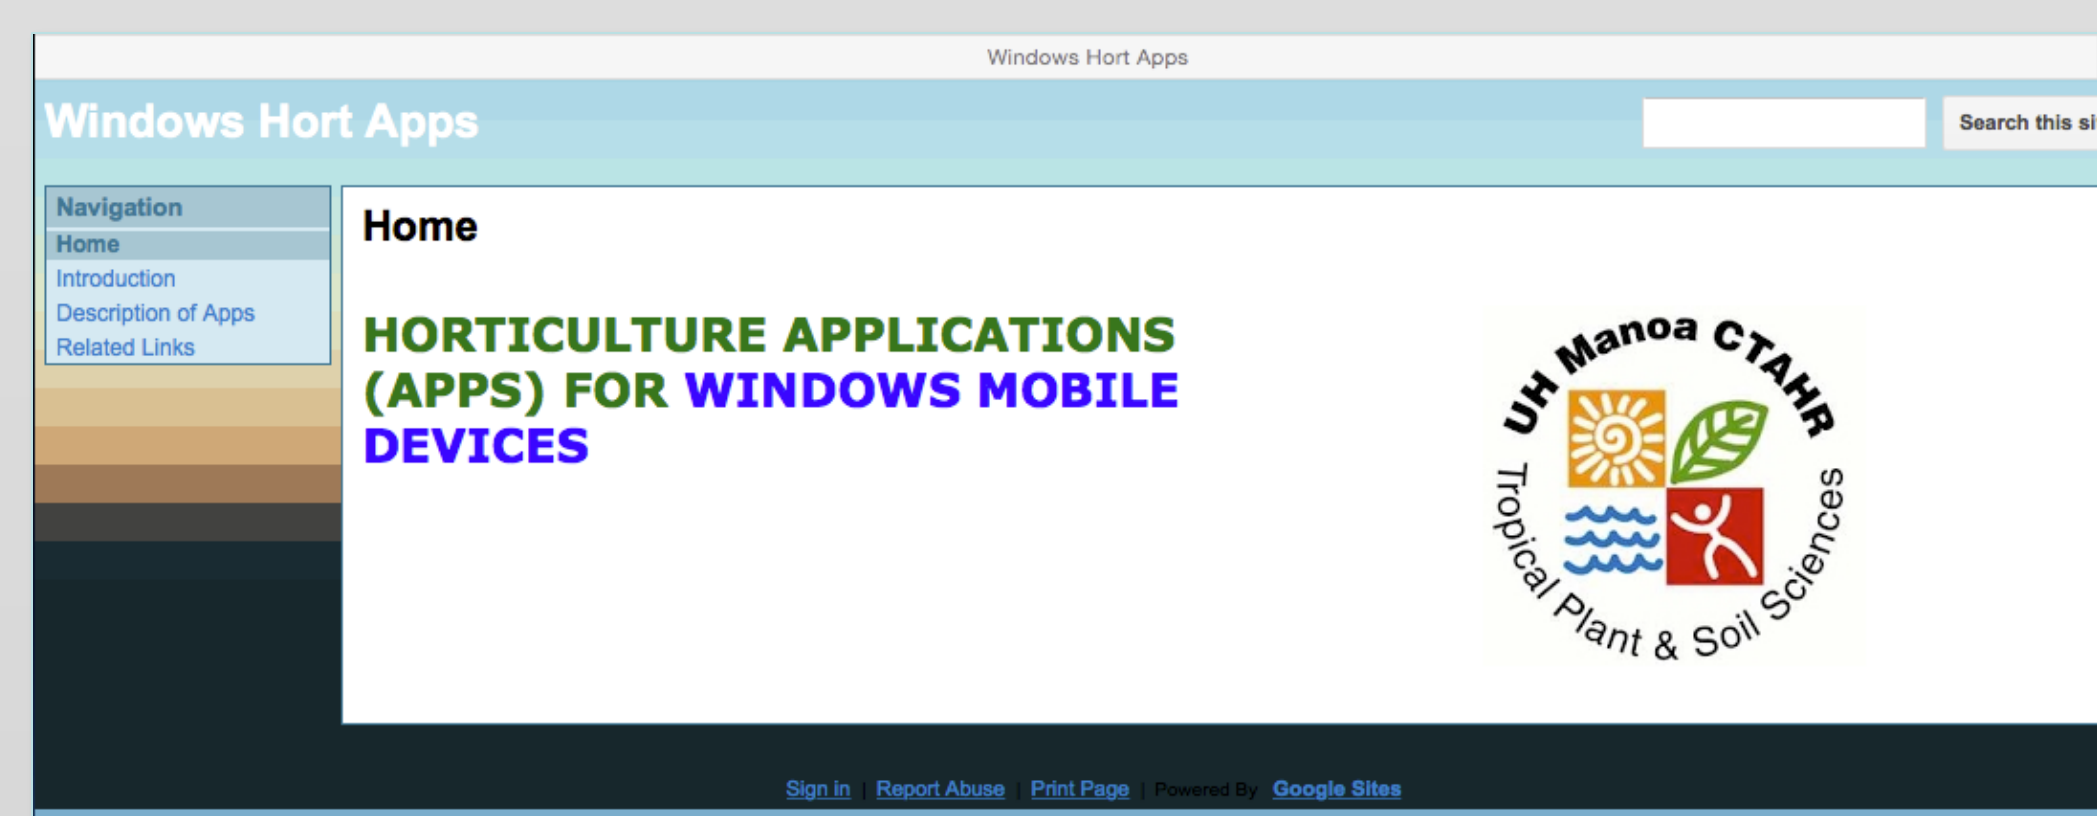 Windows Hort Apps
Windows Hort Apps
Search this si
Navigation
Home
Introduction
Description of Apps
Related Links
Home
HORTICULTURE APPLICATIONS
(APPS) FOR WINDOWS MOBILE
DEVICES
UH Manoa CTAHR
Tropical Plant & Soil Sciences
Sign in | Report Abuse | Print Page | Powered By Google Sites